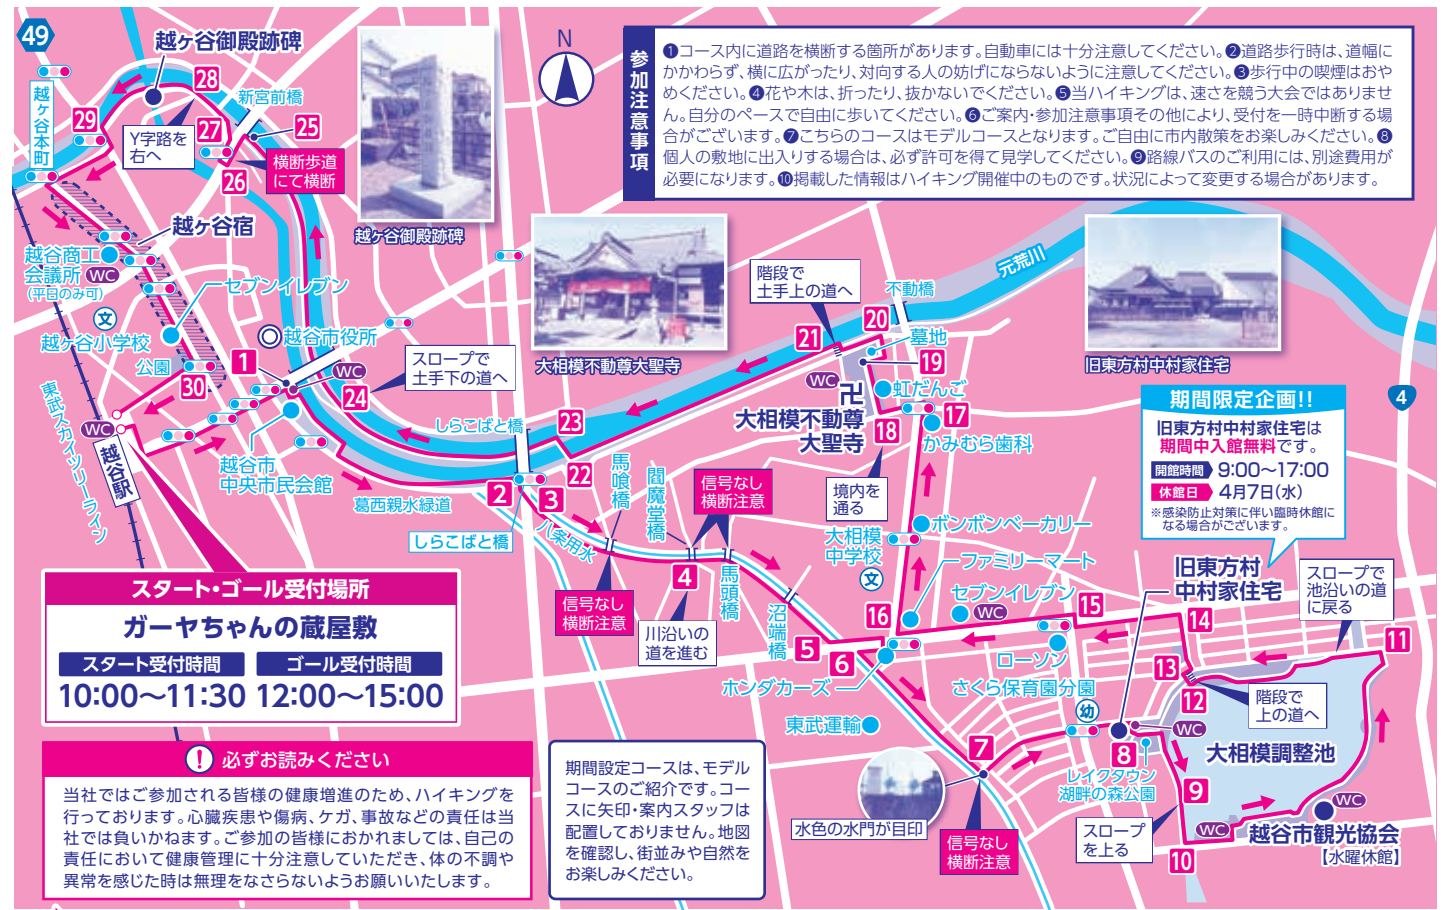 49
越ヶ谷御殿跡碑
28
新宮前橋
越ヶ谷本町
29
27
25
Y字路を
右へ
26
横断歩道
にて横断
越ヶ谷御殿跡碑
N
参加注意事項
❶コース内に道路を横断する箇所があります。自動車には十分注意してください。❷道路歩行時は、道幅に
かかわらず、横に広がったり、対向する人の妨げにならないように注意してください。❸歩行中の喫煙はおや
めください。❹花や木は、折ったり、抜かないでください。❺当ハイキングは、速さを競う大会ではありませ
ん。自分のペースで自由に歩いてください。❻ご案内・参加注意事項その他により、受付を一時中断する場
合がございます。❼こちらのコースはモデルコースとなります。ご自由に市内散策をお楽しみください。❽
個人の敷地に出入りする場合は、必ず許可を得て見学してください。❾路線バスのご利用には、別途費用が
必要になります。❿掲載した情報はハイキング開催中のものです。状況によって変更する場合があります。
越ヶ谷宿
越谷商工
会議所
WC
(平日のみ可)
セブンイレブン
文
越ヶ谷小学校
越谷市役所
公園
1
WC
30
24
スロープで
土手下の道へ
東武スカイツリーライン
WC
越谷駅
越谷市
中央市民会館
葛西親水緑道
大相模不動尊大聖寺
階段で
土手上の道へ
不動橋
元荒川
旧東方村中村家住宅
21
20
墓地
19
WC
卍
虹だんご
大相模不動尊
大聖寺
17
18
かみむら歯科
しらこばと橋
23
22
2
3
しらこばと橋
八条用水
馬喰橋
閻魔堂橋
信号なし
横断注意
4
馬頭橋
信号なし
横断注意
川沿いの
道を進む
沼端橋
境内を
通る
ボンボンベーカリー
大相模
中学校
文
ファミリーマート
セブンイレブン
WC
16
15
5
6
ローソン
ホンダカーズ
さくら保育園分園
幼
東武運輸
7
水色の水門が目印
信号なし
横断注意
4
期間限定企画!!
旧東方村中村家住宅は
期間中入館無料です。
開館時間 9:00〜17:00
休館日 4月7日(水)
※感染防止対策に伴い臨時休館に
なる場合がございます。
旧東方村
中村家住宅
スロープで
池沿いの道
に戻る
14
11
13
12
階段で
上の道へ
WC
8
大相模調整池
レイクタウン
湖畔の森公園
9
スロープ
を上る
WC
WC
10
越谷市観光協会
【水曜休館】
スタート・ゴール受付場所
ガーヤちゃんの蔵屋敷
スタート受付時間 ゴール受付時間
10:00〜11:30 12:00〜15:00
! 必ずお読みください
当社ではご参加される皆様の健康増進のため、ハイキングを
行っております。心臓疾患や傷病、ケガ、事故などの責任は当
社では負いかねます。ご参加の皆様におかれましては、自己の
責任において健康管理に十分注意していただき、体の不調や
異常を感じた時は無理をなさらないようお願いいたします。
期間設定コースは、モデル
コースのご紹介です。コー
スに矢印・案内スタッフは
配置しておりません。地図
を確認し、街並みや自然を
お楽しみください。